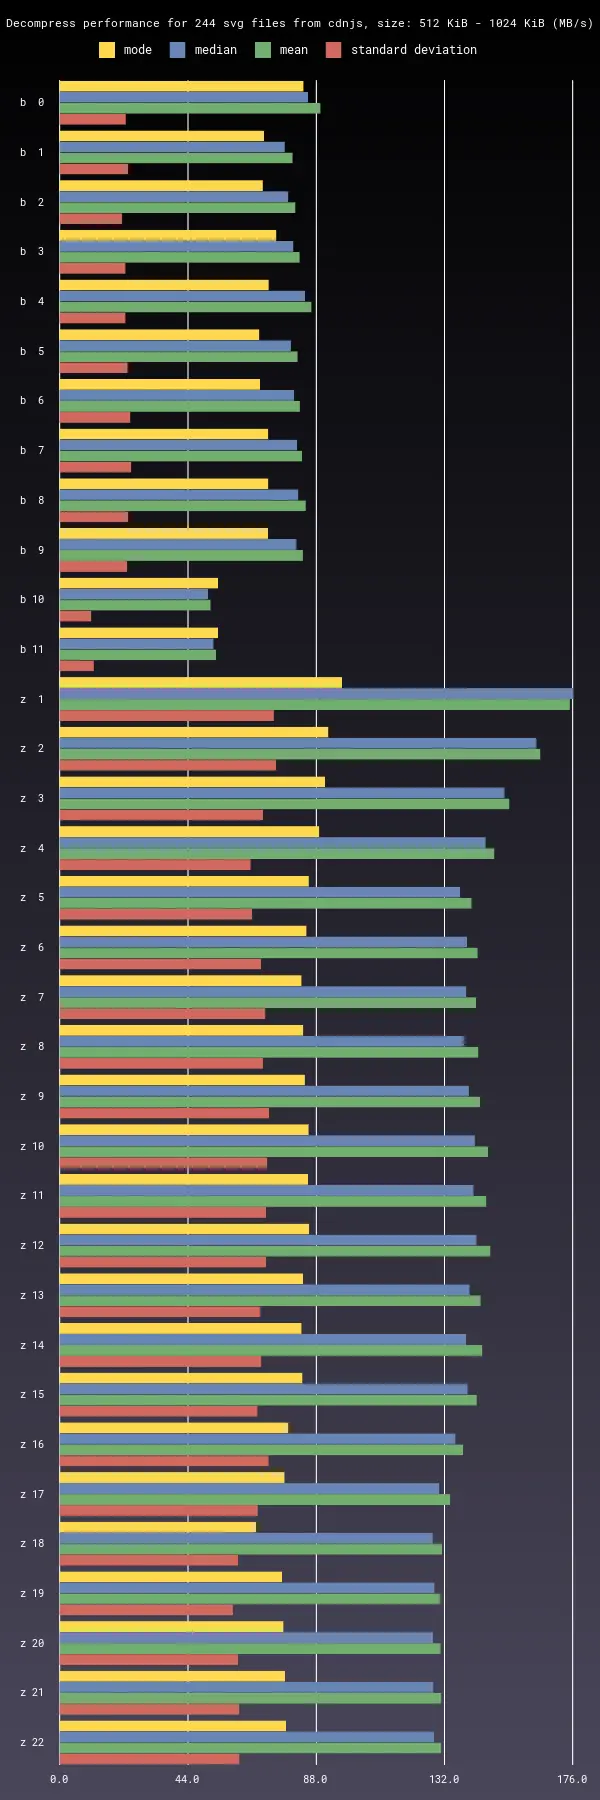 Decompress performance for 244 svg files from cdnjs, size: 512 KiB - 1024 KiB (MB/s)
mode median mean standard deviation
b 0
b 1
b 2
b 3
b 4
b 5
b 6
b 7
b 8
b 9
b 10
b 11
z 1
z 2
z 3
z 4
z 5
z 6
z 7
z 8
z 9
z 10
z 11
z 12
z 13
z 14
z 15
z 16
z 17
z 18
z 19
z 20
z 21
z 22
0.0 44.0 88.0 132.0 176.0